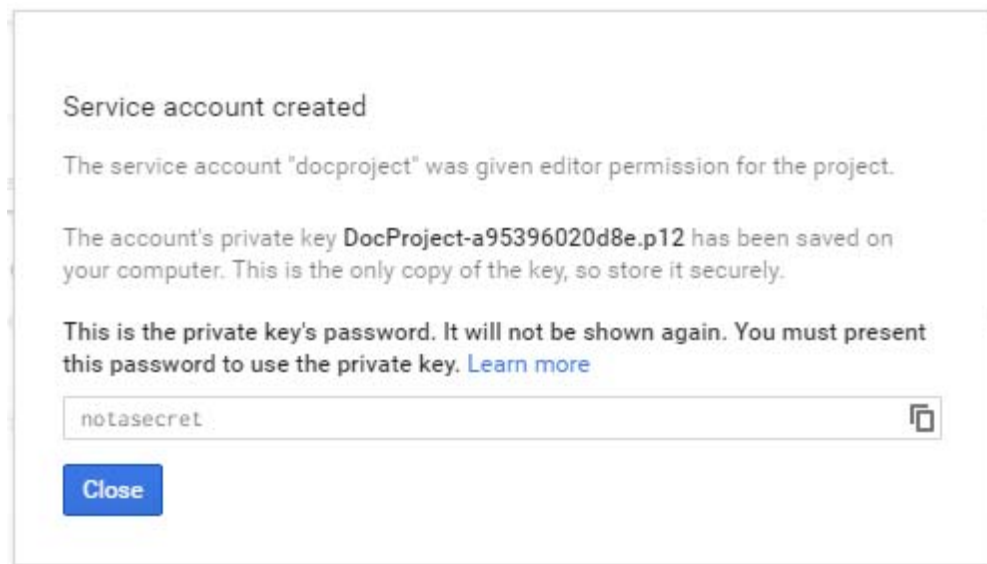 Service account created
The service account "docproject" was given editor permission for the project.
The account's private key DocProject-a95396020d8e.p12 has been saved on
your computer. This is the only copy of the key, so store it securely.
This is the private key's password. It will not be shown again. You must present
this password to use the private key. Learn more
notasecret
Close